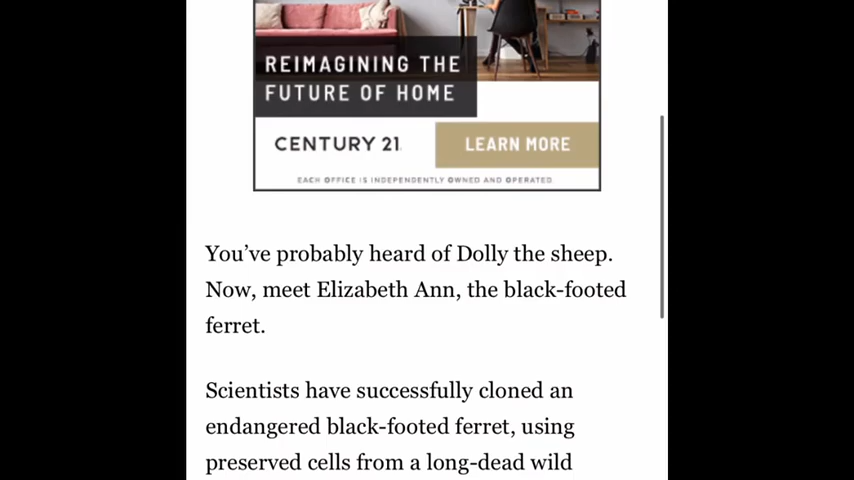 REIMAGINING THE
FUTURE OF HOME
CENTURY 21.
LEARN MORE
EACH OFFICE IS INDEPENDENTLY OWNED AND OPERATED.
You’ve probably heard of Dolly the sheep.
Now, meet Elizabeth Ann, the black-footed
ferret.
Scientists have successfully cloned an
endangered black-footed ferret, using
preserved cells from a long-dead wild